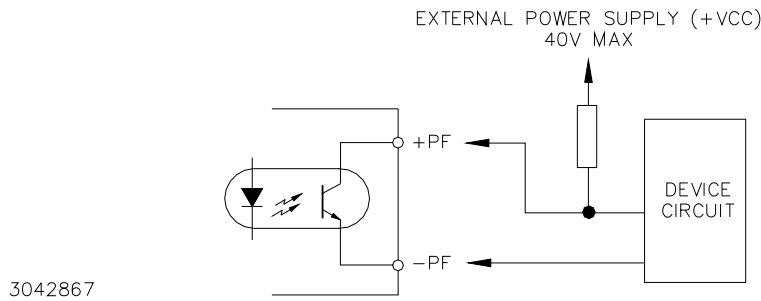 EXTERNAL POWER SUPPLY (+VCC)
40V MAX
+PF
DEVICE
CIRCUIT
-PF
3042867